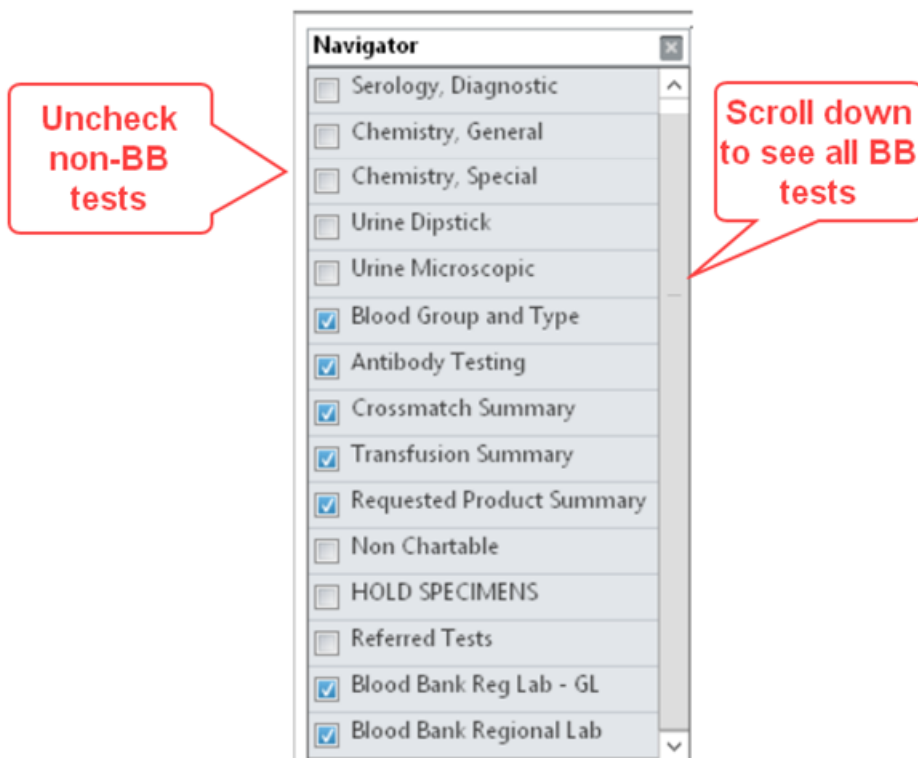 Navigator
Uncheck
non-BB
tests
Serology, Diagnostic
Chemistry, General
Chemistry, Special
Urine Dipstick
Urine Microscopic
Blood Group and Type
Antibody Testing
Crossmatch Summary
Transfusion Summary
Requested Product Summary
Non Chartable
HOLD SPECIMENS
Referred Tests
Blood Bank Reg Lab - GL
Blood Bank Regional Lab
Scroll down
to see all BB
tests